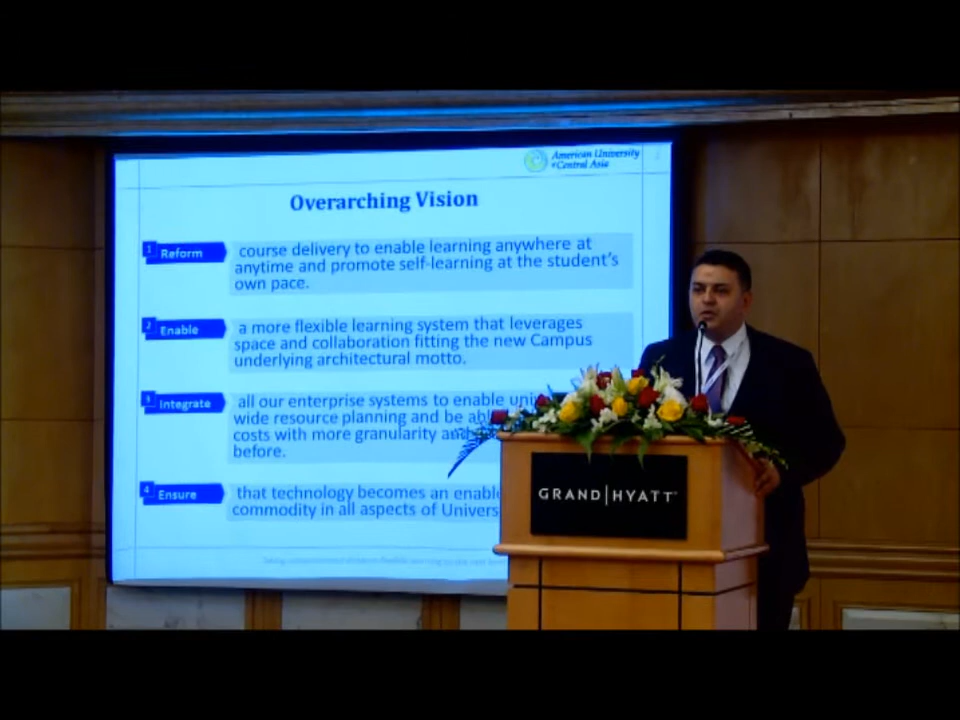 American University
of Central Asia
Overarching Vision
1
Reform
course delivery to enable learning anywhere at
anytime and promote self-learning at the student's
own pace.
2
Enable
a more flexible learning system that leverages
space and collaboration fitting the new Campus
underlying architectural motto.
3
Integrate
all our enterprise systems to enable
wide resource planning and be
costs with more granularity
before.
4
Ensure
that technology becomes an
commodity in all aspects of
GRAND|HYATT